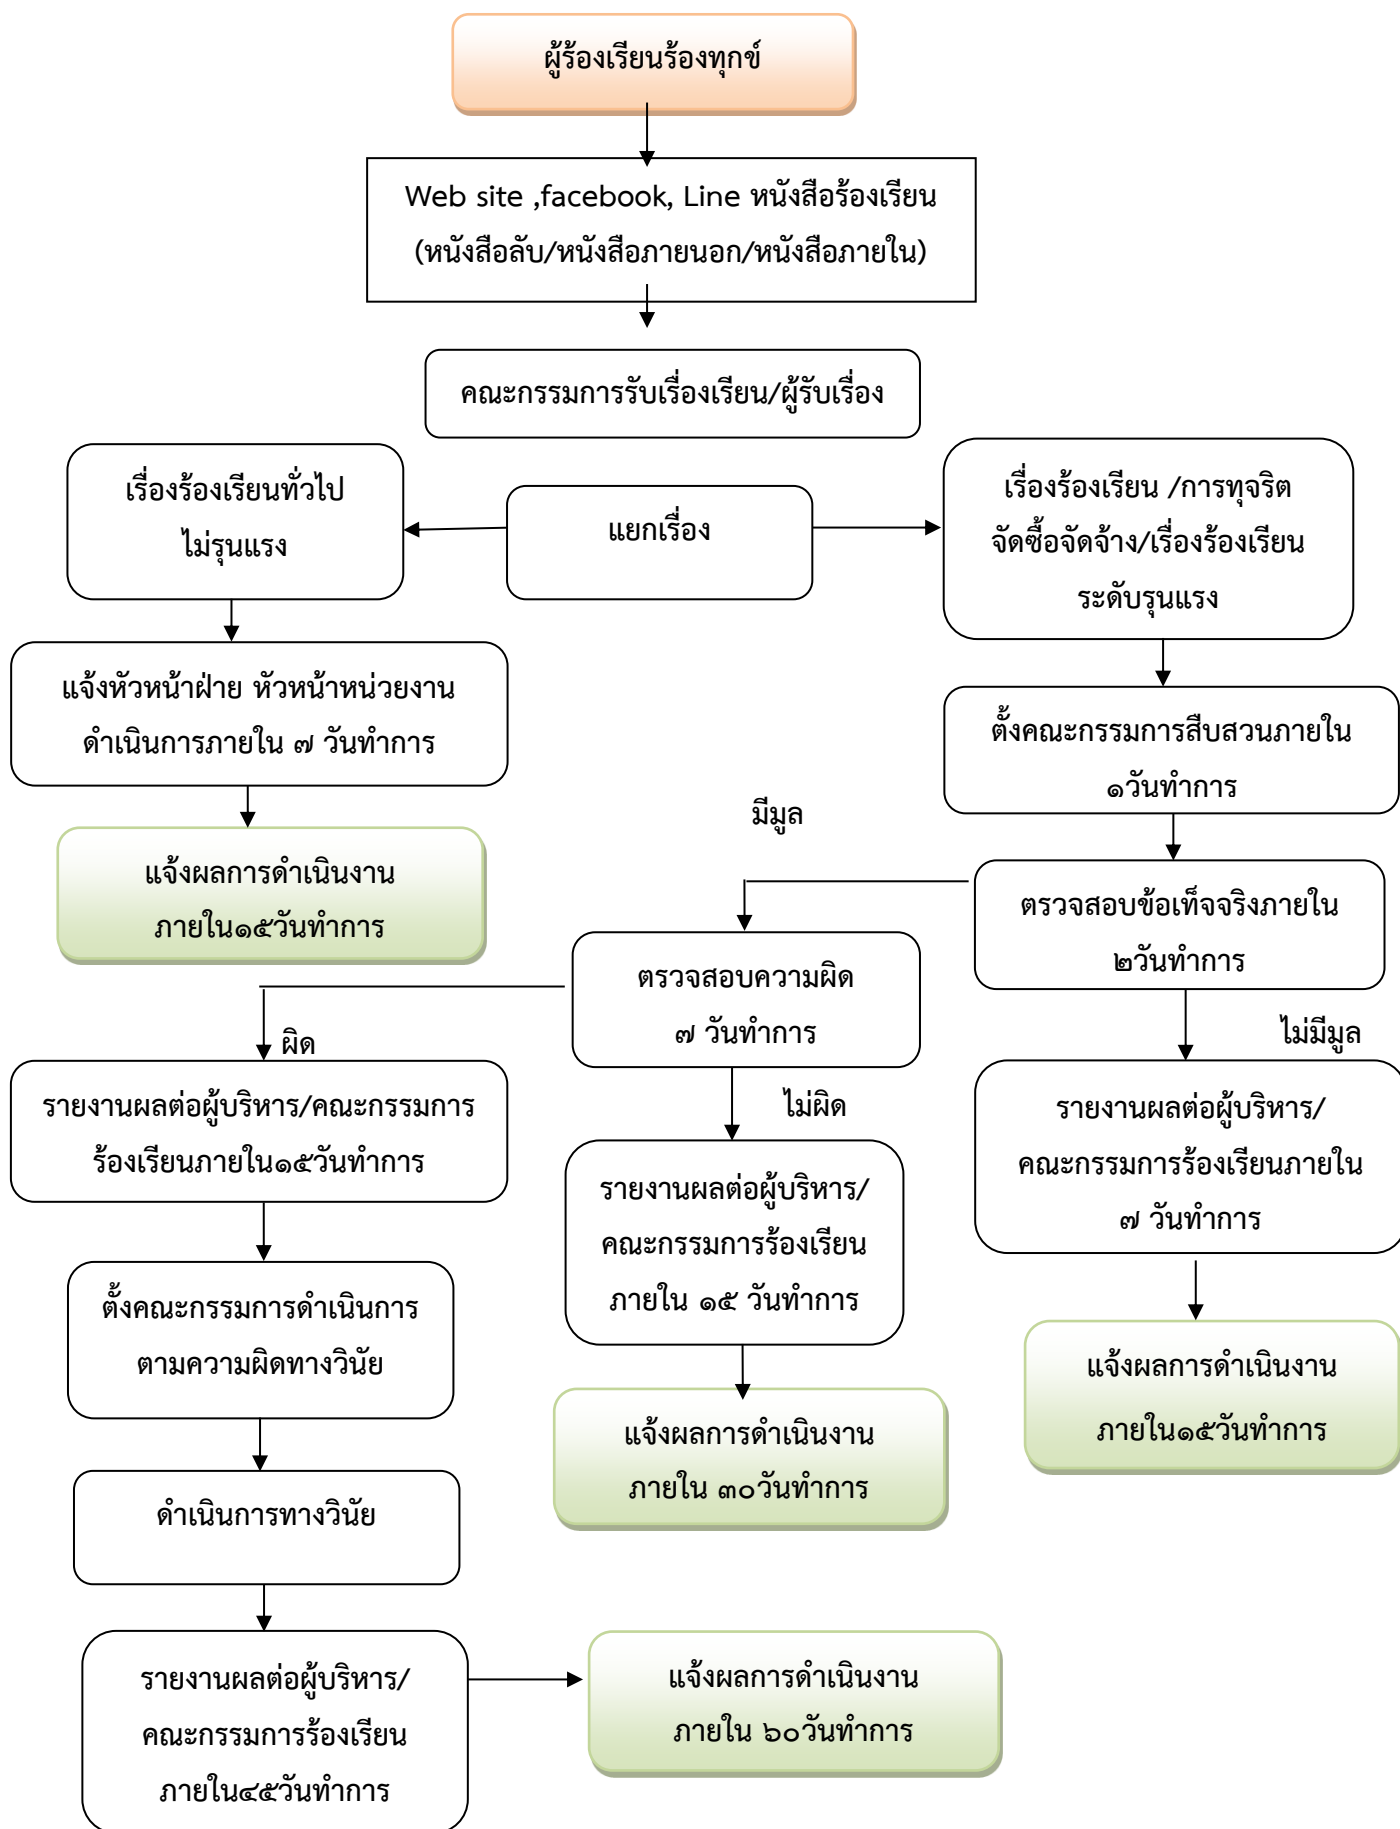 ผู้ร้องเรียนร้องทุกข์
Web site ,facebook, Line หนังสือร้องเรียน
(หนังสือลับ/หนังสือภายนอก/หนังสือภายใน)
คณะกรรมการรับเรื่องเรียน/ผู้รับเรื่อง
แยกเรื่อง
เรื่องร้องเรียนทั่วไป
ไม่รุนแรง
แจ้งหัวหน้าฝ่าย หัวหน้าหน่วยงาน
ดำเนินการภายใน ๗ วันทำการ
แจ้งผลการดำเนินงาน
ภายใน๑๕วันทำการ
เรื่องร้องเรียน /การทุจริต
จัดซื้อจัดจ้าง/เรื่องร้องเรียน
ระดับรุนแรง
ตั้งคณะกรรมการสืบสวนภายใน
๑วันทำการ
ตรวจสอบข้อเท็จจริงภายใน
๒วันทำการ
มีมูล
ไม่มีมูล
ตรวจสอบความผิด
๗ วันทำการ
ผิด
ไม่ผิด
รายงานผลต่อผู้บริหาร/คณะกรรมการ
ร้องเรียนภายใน๑๕วันทำการ
รายงานผลต่อผู้บริหาร/
คณะกรรมการร้องเรียน
ภายใน ๑๕ วันทำการ
รายงานผลต่อผู้บริหาร/
คณะกรรมการร้องเรียนภายใน
๗ วันทำการ
ตั้งคณะกรรมการดำเนินการ
ตามความผิดทางวินัย
แจ้งผลการดำเนินงาน
ภายใน ๓๐วันทำการ
แจ้งผลการดำเนินงาน
ภายใน๑๕วันทำการ
ดำเนินการทางวินัย
รายงานผลต่อผู้บริหาร/
คณะกรรมการร้องเรียน
ภายใน๔๕วันทำการ
แจ้งผลการดำเนินงาน
ภายใน ๖๐วันทำการ